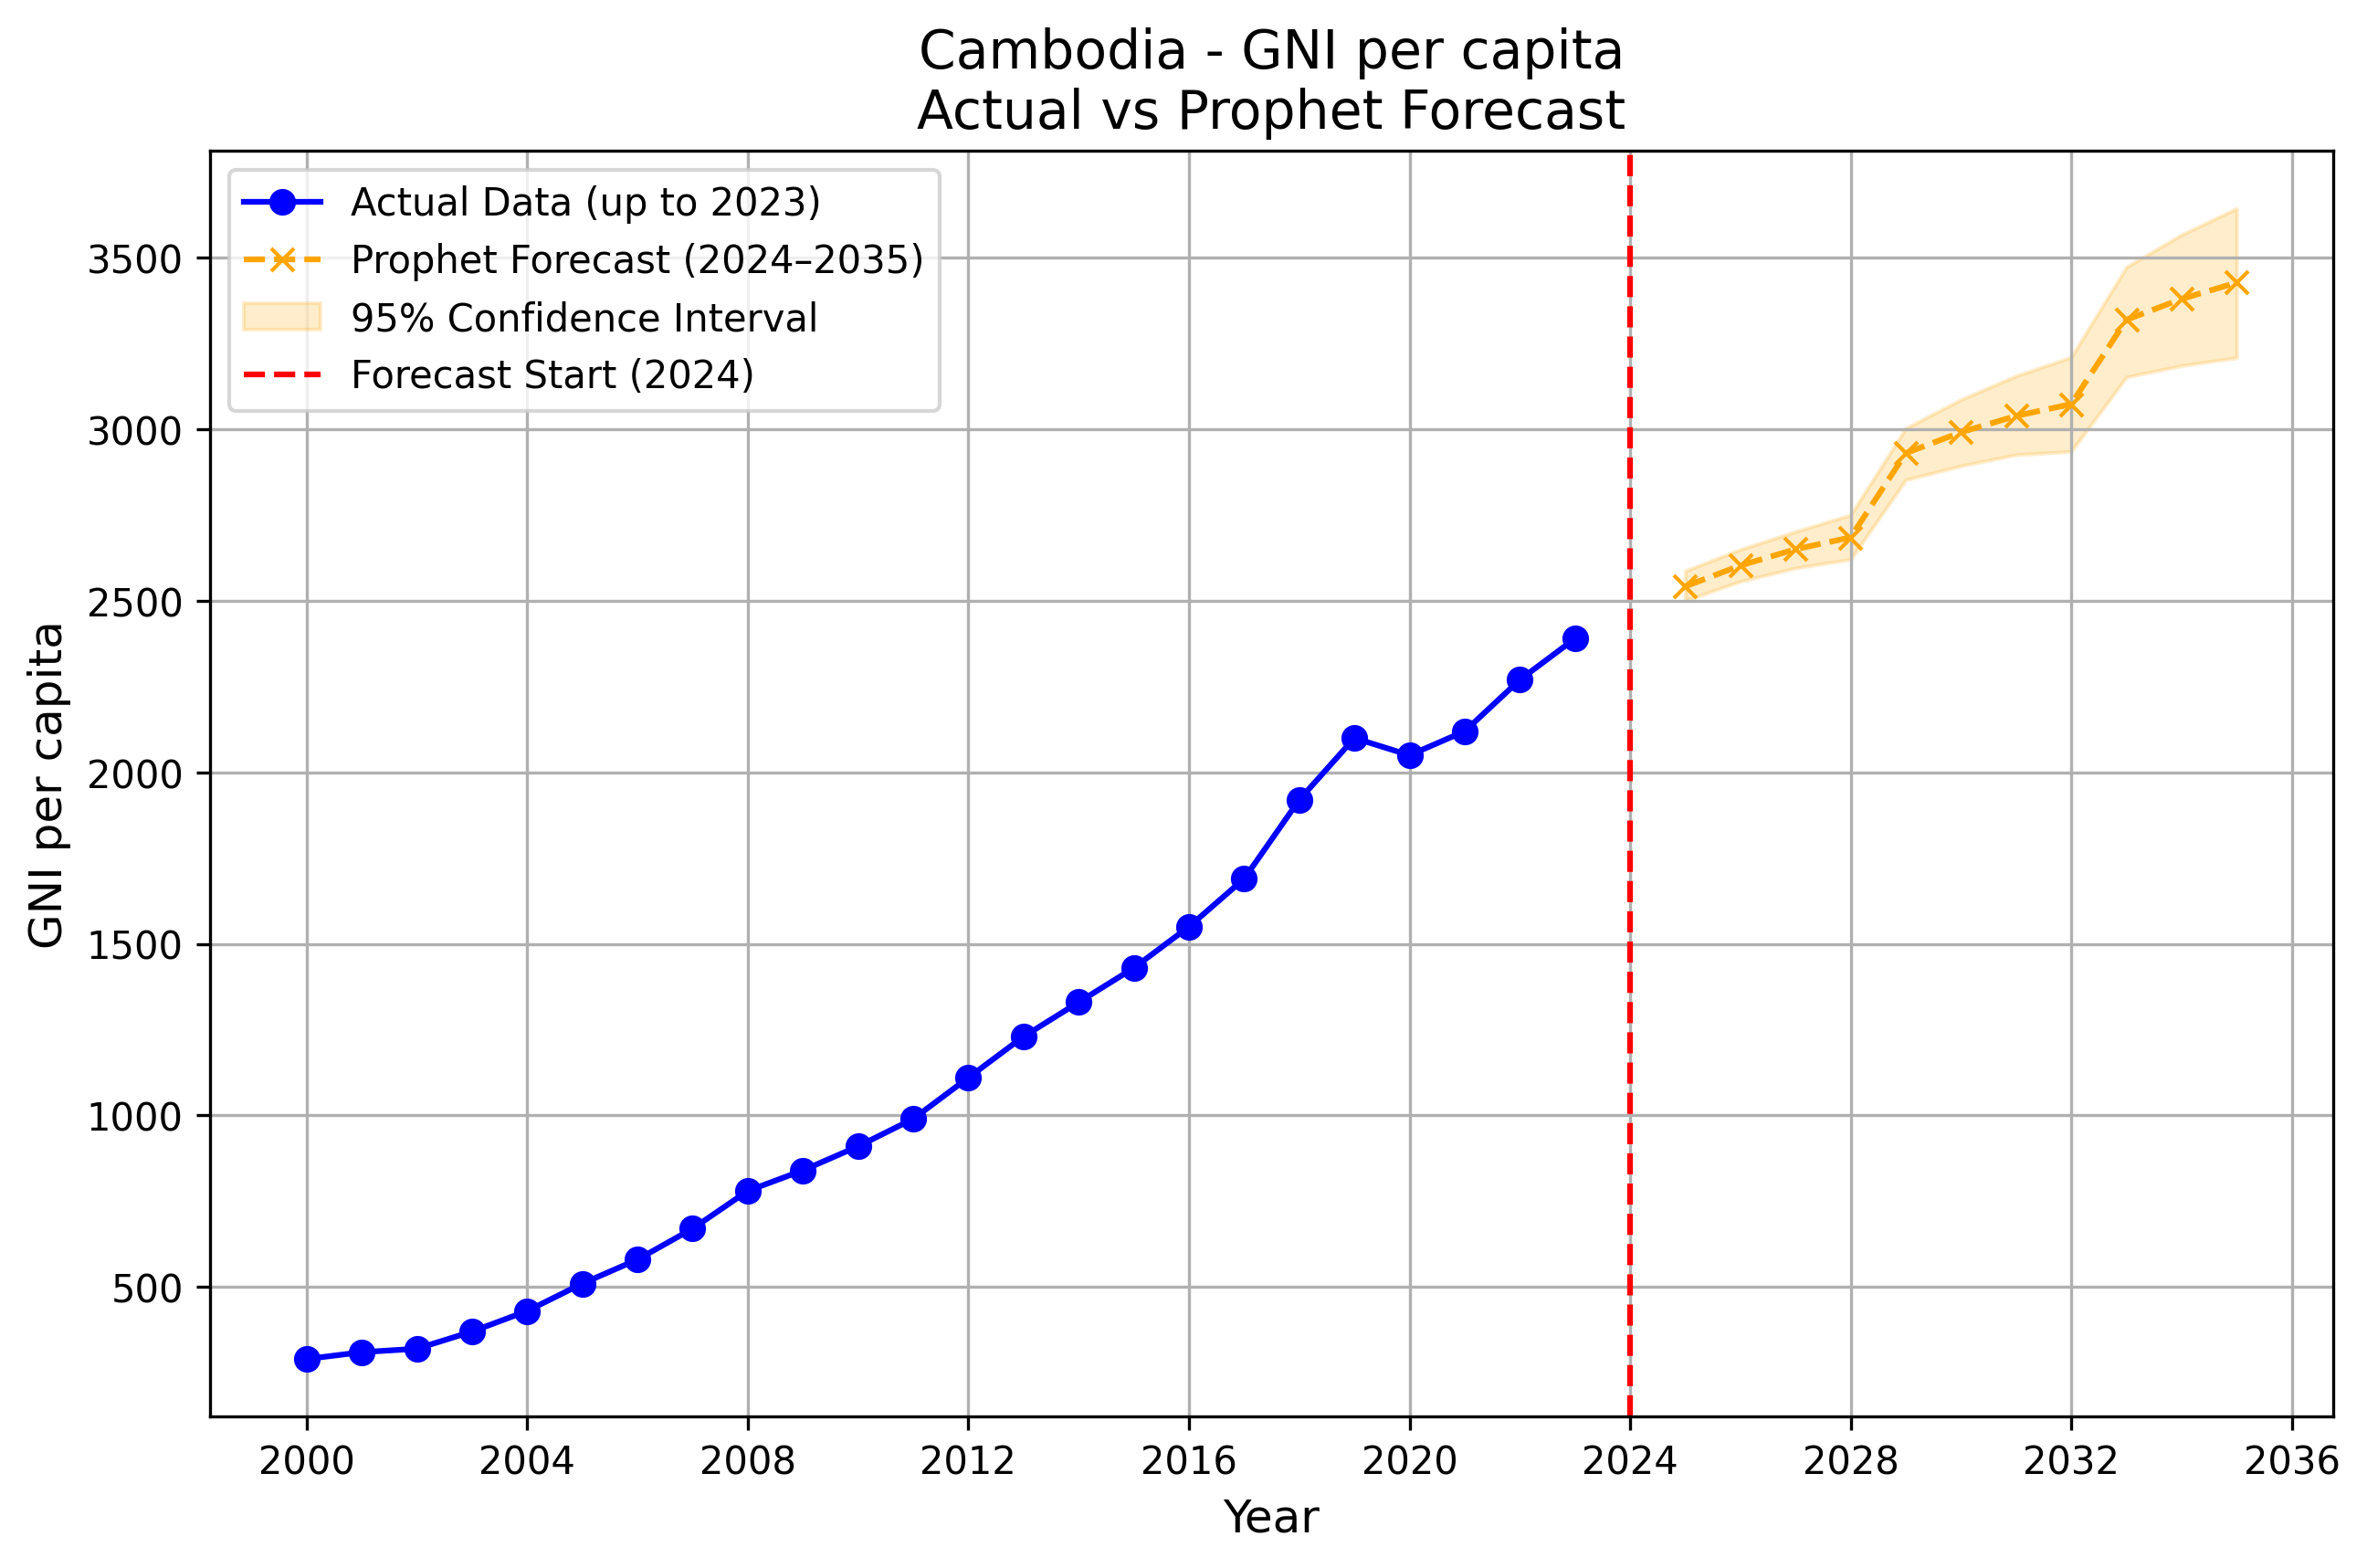 Cambodia - GNI per capita
Actual vs Prophet Forecast
Actual Data (up to 2023)
Prophet Forecast (2024–2035)
95% Confidence Interval
Forecast Start (2024)
GNI per capita
3500
3000
2500
2000
1500
1000
500
2000 2004 2008 2012 2016 2020 2024 2028 2032 2036
Year